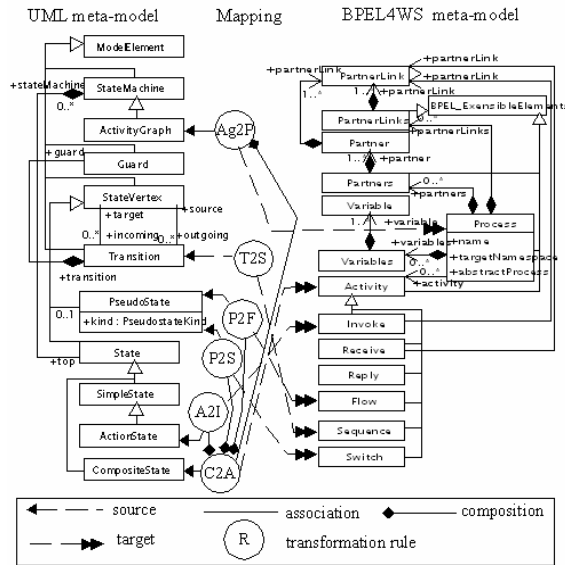 UML meta-model
Mapping
BPEL4WS meta-model
ModelElement
+stateMachine
StateMachine
0..*
ActivityGraph
+guard
Guard
StateVertex
+target
+source
0..*
+incoming
0..*
+outgoing
Transition
+transition
PseudoState
0..1
+kind : PseudostateKind
State
+top
SimpleState
ActionState
CompositeState
Ag2P
T2S
P2F
P2S
A2I
C2A
+partnerLink
+partnerLink
PartnerLink
+partnerLink
+partnerLink
1..*
BPEL_ExensibleElements
PartnerLinks
+partnerLinks
Partner
1..*
+partner
Partners
0..*
+partners
Variable
1..*
+variable
Process
+variables
+name
Variables
0..*
+targetNamespace
0..*
+abstractProcess
Activity
+activity
Invoke
Receive
Reply
Flow
Sequence
Switch
source
association
composition
target
R
transformation rule